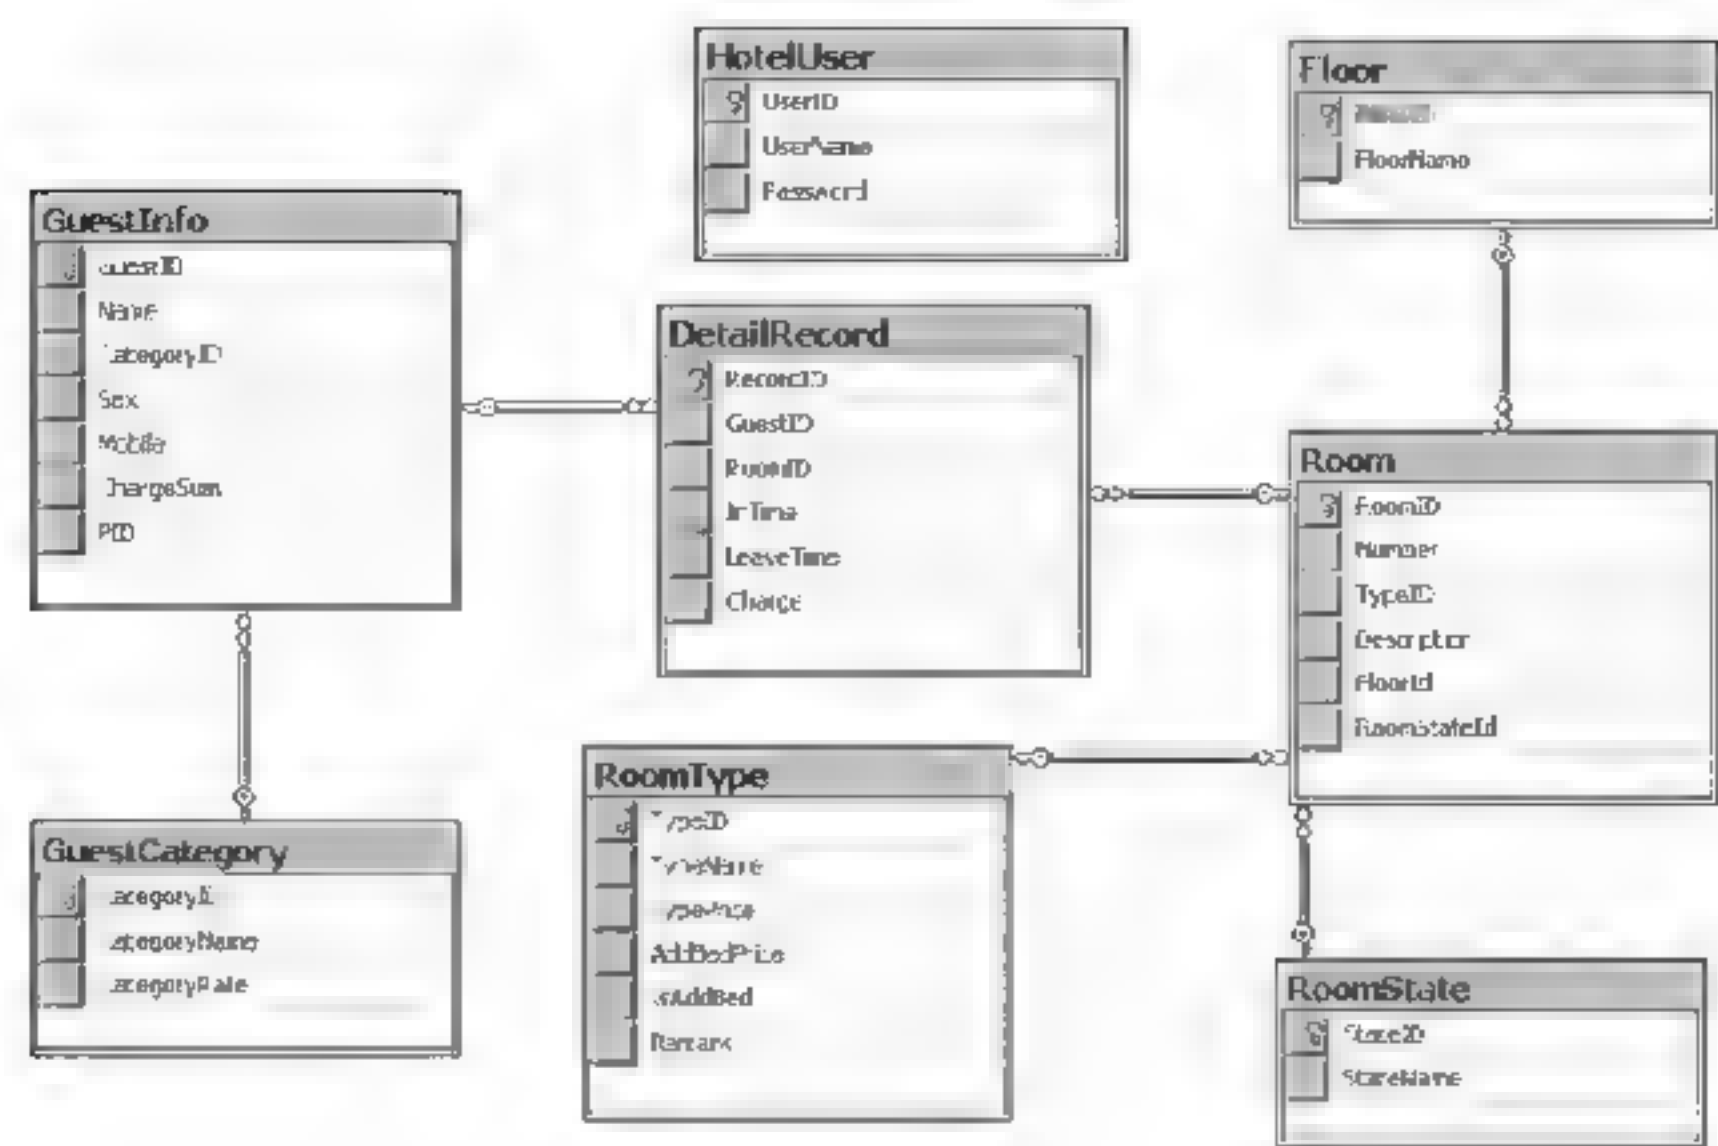 HotelUser
UserID
UserName
Password
Floor
FloorName
GuestInfo
GuestID
Name
CategoryID
Sex
Mobile
ChargeSum
PID
DetailRecord
RecordID
GuestID
RoomID
InTime
LeaveTime
Charge
Room
RoomID
Number
TypeID
Description
FloorId
RoomStateId
GuestCategory
CategoryID
CategoryName
CategoryRate
RoomType
TypeID
TypeName
TypePrice
AddBedPrice
IsAddBed
Remark
RoomState
StateID
StateName